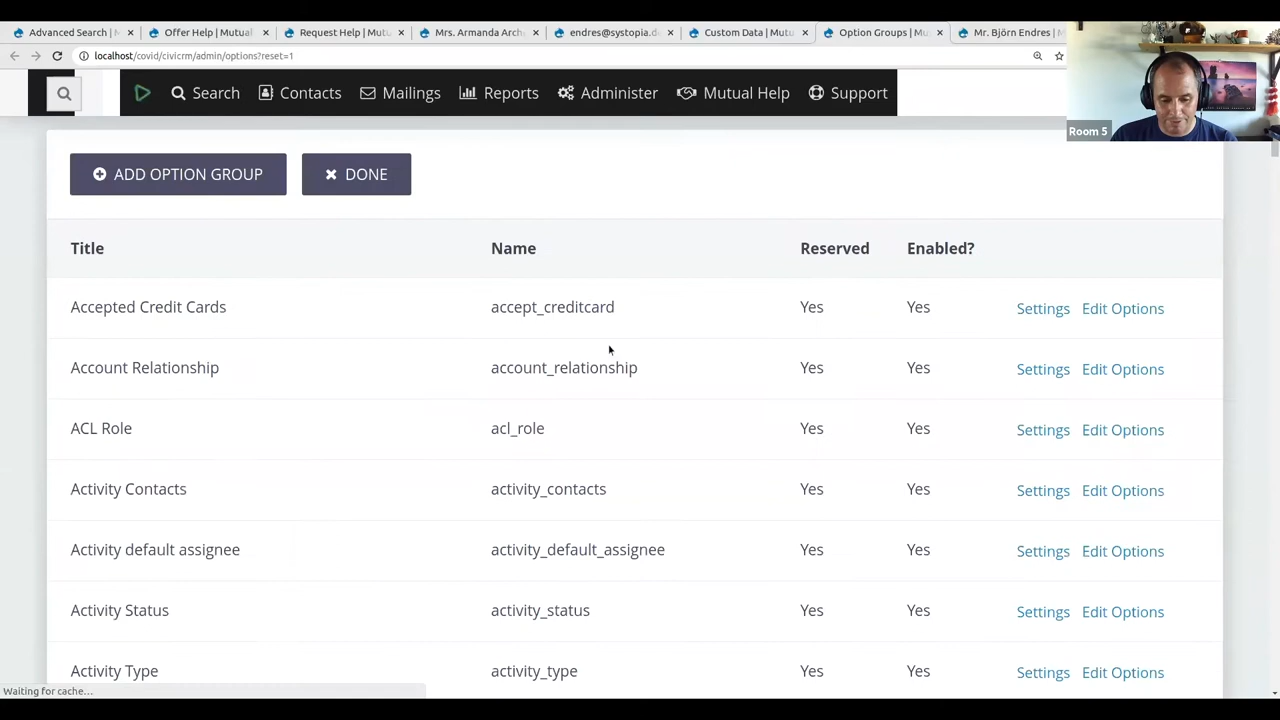 Advanced Search | M
Offer Help | Mutual
Request Help | Mutu
Mrs. Armanda Arch
endres@systopia.d
Custom Data | Mutu
Option Groups | Mu
Mr. Björn Endres | M
localhost/covid/civicrm/admin/options?reset=1
Search
Contacts
Mailings
Reports
Administer
Mutual Help
Support
Room 5
ADD OPTION GROUP
DONE
Title Name Reserved Enabled?
Accepted Credit Cards accept_creditcard Yes Yes Settings Edit Options
Account Relationship account_relationship Yes Yes Settings Edit Options
ACL Role acl_role Yes Yes Settings Edit Options
Activity Contacts activity_contacts Yes Yes Settings Edit Options
Activity default assignee activity_default_assignee Yes Yes Settings Edit Options
Activity Status activity_status Yes Yes Settings Edit Options
Activity Type activity_type Yes Yes Settings Edit Options
Waiting for cache...